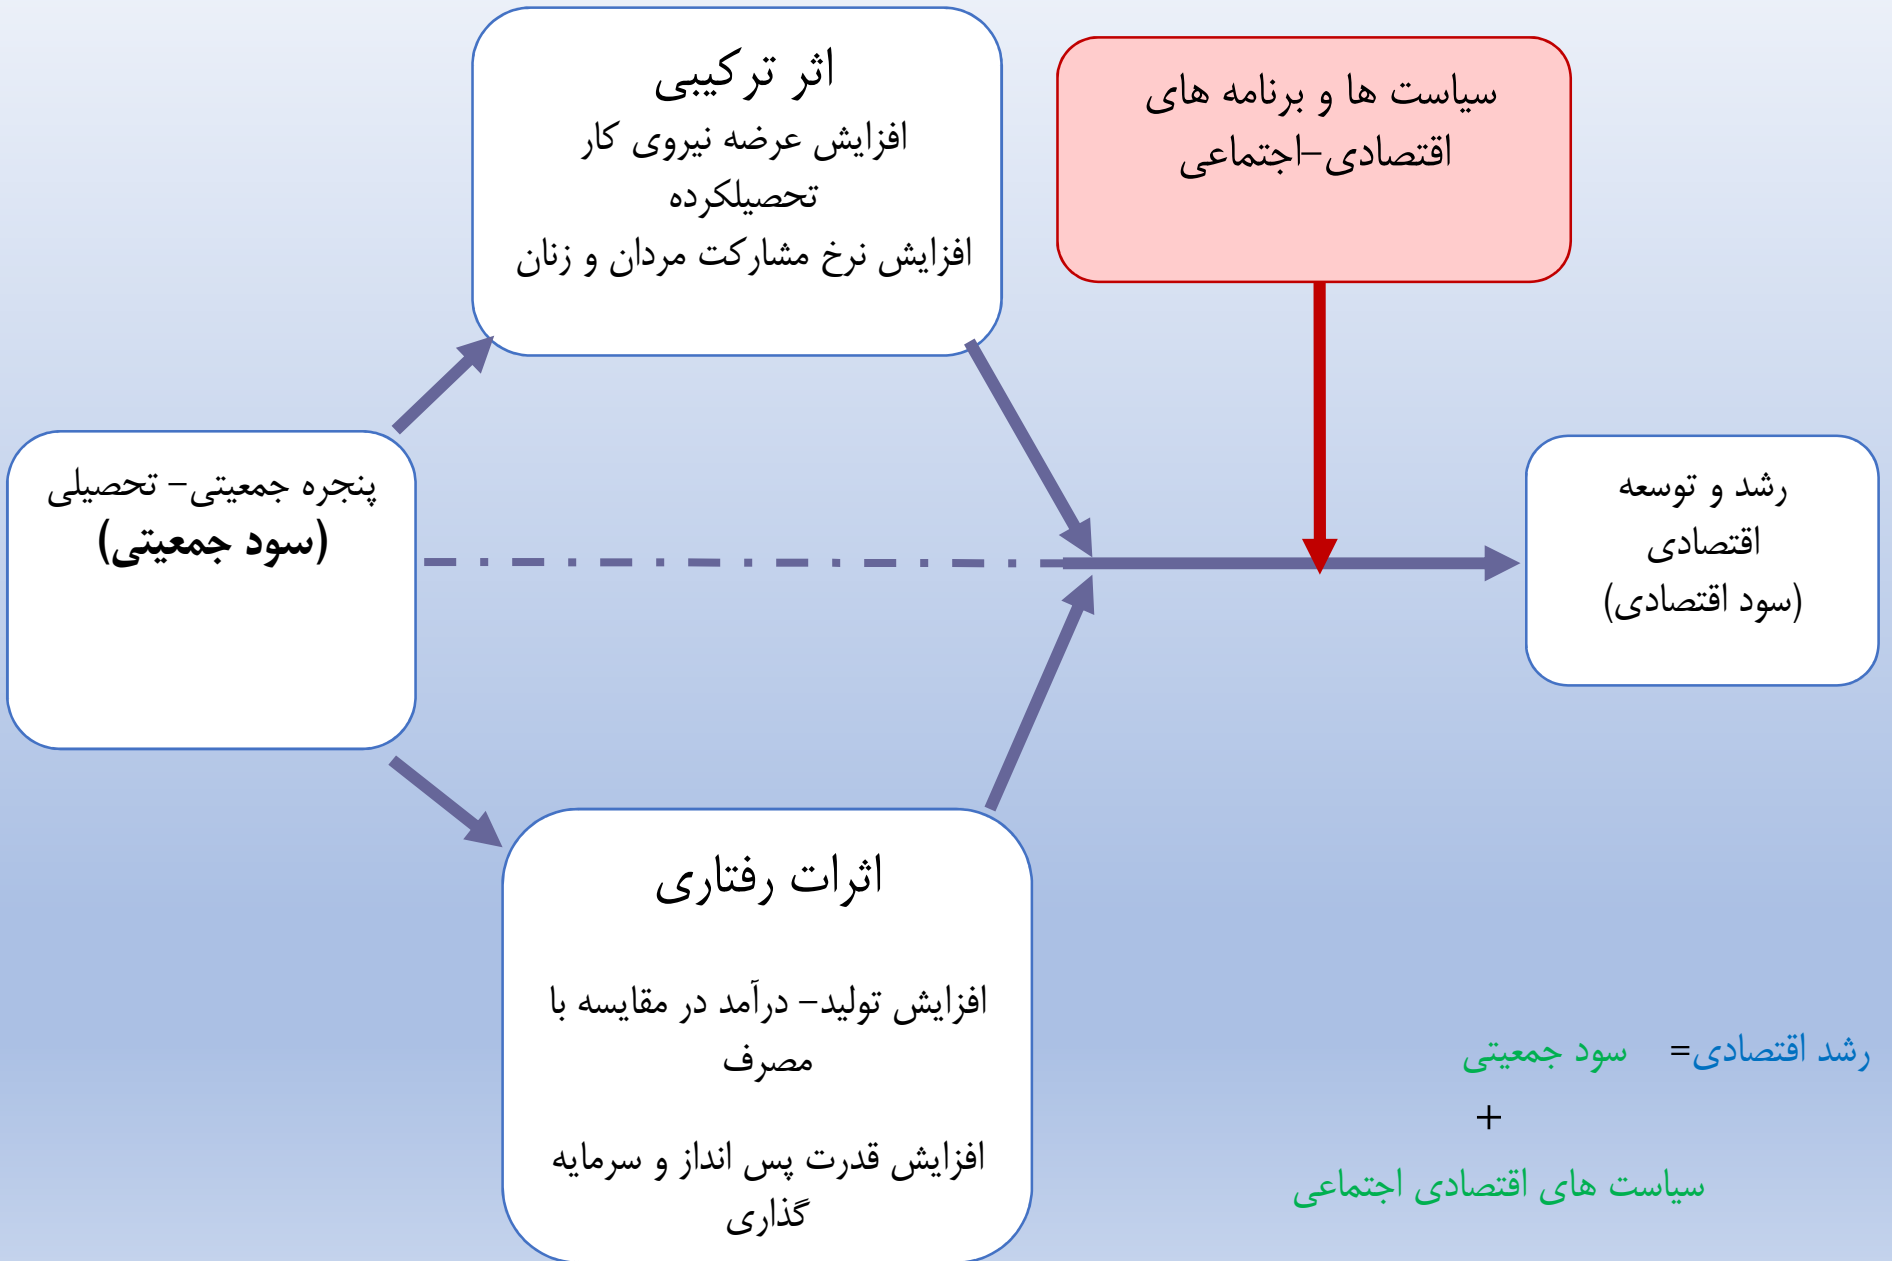 اثر ترکیبی
افزایش عرضه نیروی کار
تحصیلکرده
افزایش نرخ مشارکت مردان و زنان
سیاست ها و برنامه های
اقتصادی-اجتماعی
پنجره جمعیتی- تحصیلی
(سود جمعیتی)
رشد و توسعه
اقتصادی
(سود اقتصادی)
اثرات رفتاری
افزایش تولید- درآمد در مقایسه با
مصرف
افزایش قدرت پس انداز و سرمایه
گذاری
رشد اقتصادی= سود جمعیتی
+
سیاست های اقتصادی اجتماعی